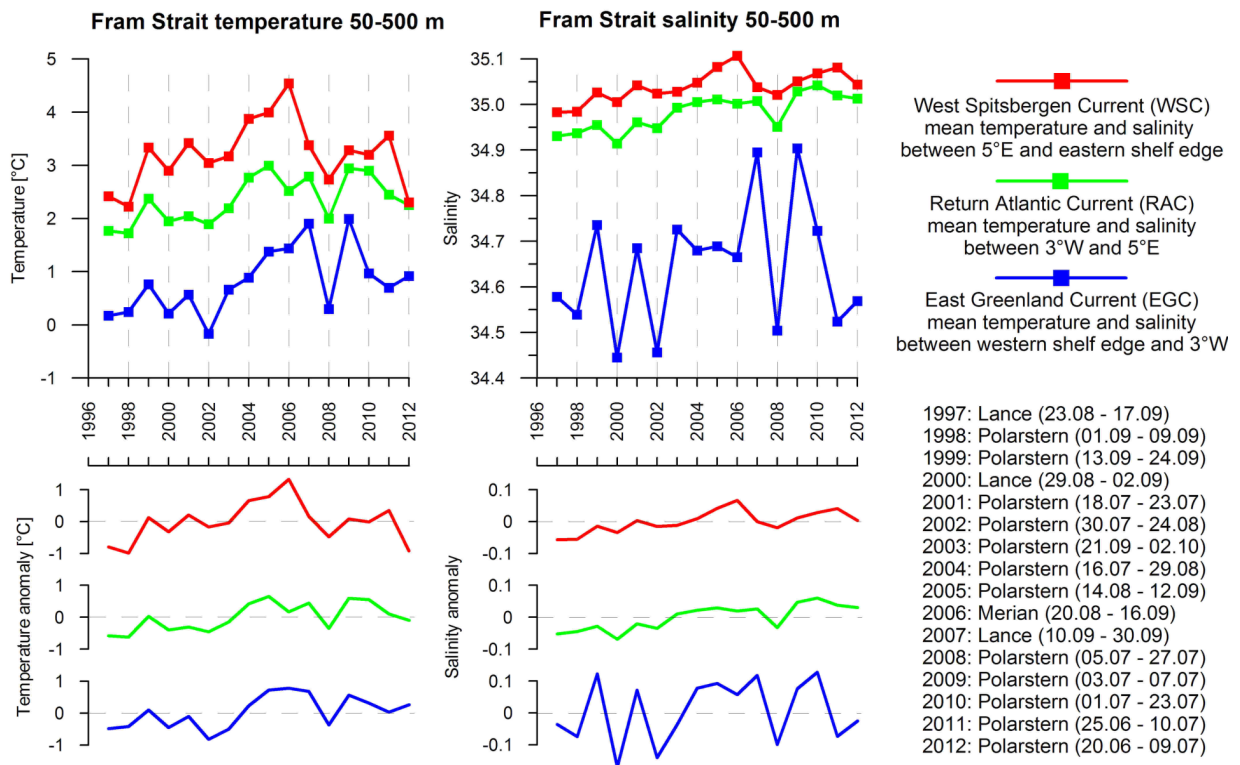 Fram Strait temperature 50-500 m
5
4
3
2
1
0
-1
Temperature [°C]
1996
1998
2000
2002
2004
2006
2008
2010
2012
Fram Strait salinity 50-500 m
35.1
35.0
34.9
34.8
34.7
34.6
34.5
34.4
Salinity
1996
1998
2000
2002
2004
2006
2008
2010
2012
West Spitsbergen Current (WSC)
mean temperature and salinity
between 5°E and eastern shelf edge
Return Atlantic Current (RAC)
mean temperature and salinity
between 3°W and 5°E
East Greenland Current (EGC)
mean temperature and salinity
between western shelf edge and 3°W
Temperature anomaly [°C]
1
0
-1
1
0
-1
1
0
-1
Salinity anomaly
0.1
0
-0.1
0.1
0
-0.1
0.1
0
-0.1
1997: Lance (23.08 - 17.09)
1998: Polarstern (01.09 - 09.09)
1999: Polarstern (13.09 - 24.09)
2000: Lance (29.08 - 02.09)
2001: Polarstern (18.07 - 23.07)
2002: Polarstern (30.07 - 24.08)
2003: Polarstern (21.09 - 02.10)
2004: Polarstern (16.07 - 29.08)
2005: Polarstern (14.08 - 12.09)
2006: Merian (20.08 - 16.09)
2007: Lance (10.09 - 30.09)
2008: Polarstern (05.07 - 27.07)
2009: Polarstern (03.07 - 07.07)
2010: Polarstern (01.07 - 23.07)
2011: Polarstern (25.06 - 10.07)
2012: Polarstern (20.06 - 09.07)